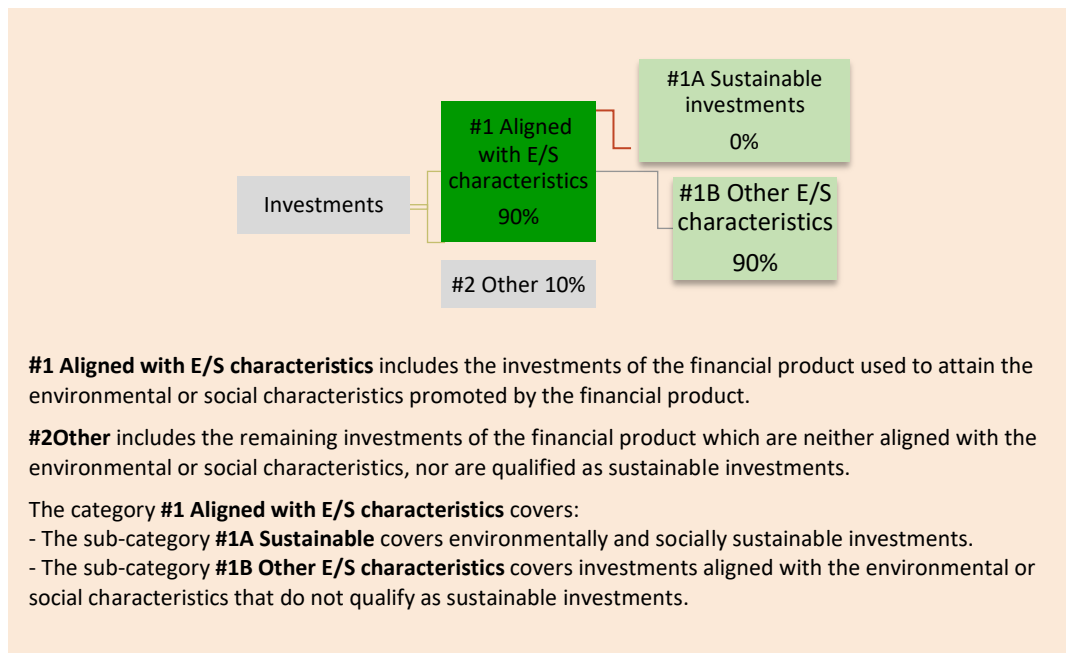 #1A Sustainable
investments
0%
#1 Aligned
with E/S
characteristics
90%
Investments
#1B Other E/S
characteristics
90%
#2 Other 10%
#1 Aligned with E/S characteristics includes the investments of the financial product used to attain the
environmental or social characteristics promoted by the financial product.
#2Other includes the remaining investments of the financial product which are neither aligned with the
environmental or social characteristics, nor are qualified as sustainable investments.
The category #1 Aligned with E/S characteristics covers:
- The sub-category #1A Sustainable covers environmentally and socially sustainable investments.
- The sub-category #1B Other E/S characteristics covers investments aligned with the environmental or
social characteristics that do not qualify as sustainable investments.